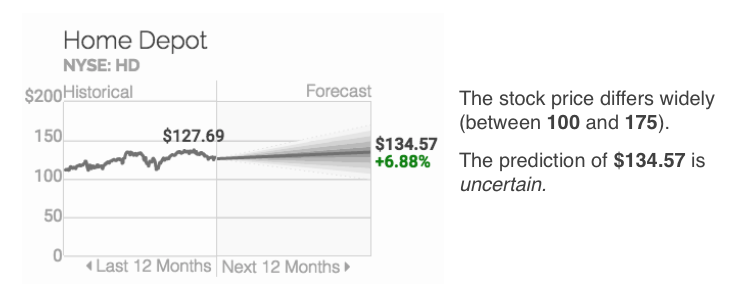 Home Depot
NYSE: HD
$200
Historical
Forecast
150
$127.69
$134.57
+6.88%
100
50
0
Last 12 Months
Next 12 Months
The stock price differs widely
(between 100 and 175).
The prediction of $134.57 is
uncertain.